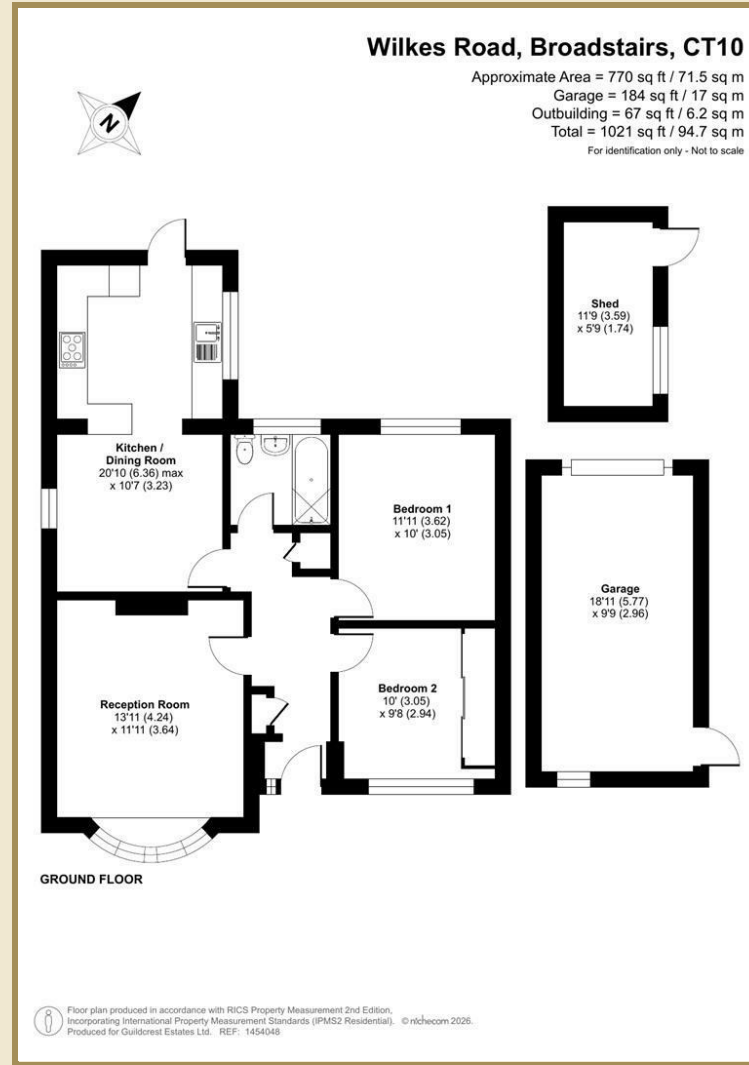 Wilkes Road, Broadstairs, CT10
Approximate Area = 770 sq ft / 71.5 sq m
Garage = 184 sq ft / 17 sq m
Outbuilding = 67 sq ft / 6.2 sq m
Total = 1021 sq ft / 94.7 sq m
For identification only - Not to scale
N
Shed
11'9 (3.59)
x 5'9 (1.74)
Kitchen /
Dining Room
20'10 (6.36) max
x 10'7 (3.23)
Bedroom 1
11'11 (3.62)
x 10' (3.05)
Garage
18'11 (5.77)
x 9'9 (2.96)
Reception Room
13'11 (4.24)
x 11'11 (3.64)
Bedroom 2
10' (3.05)
x 9'8 (2.94)
GROUND FLOOR
Floor plan produced in accordance with RICS Property Measurement 2nd Edition,
Incorporating International Property Measurement Standards (IPMS2 Residential). © nichecom 2026.
Produced for Guildcrest Estates Ltd. REF: 1454048